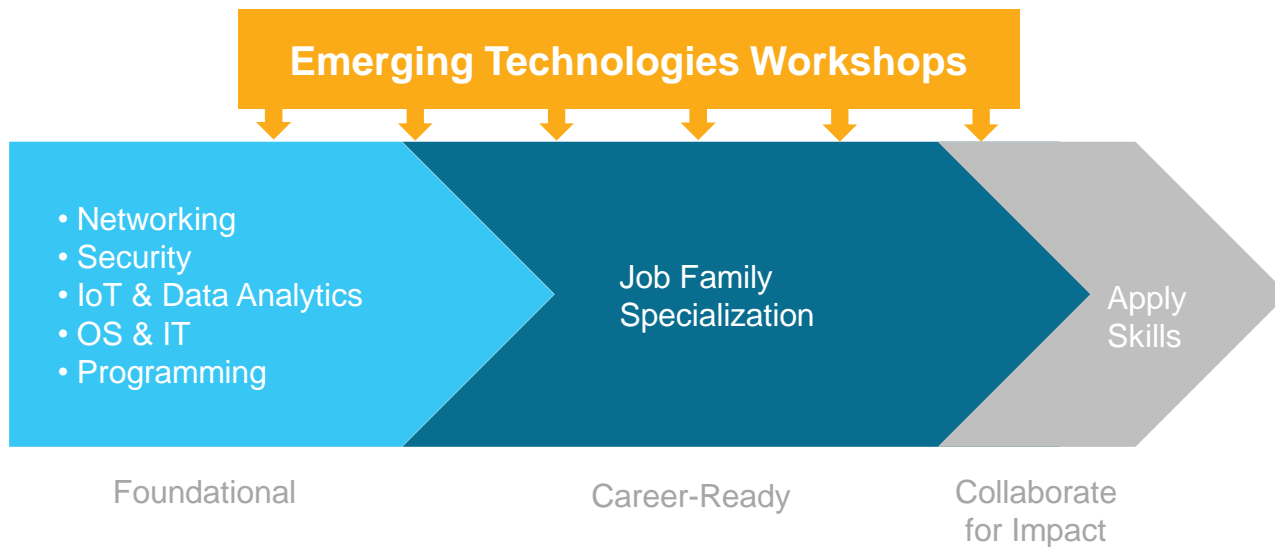 Emerging Technologies Workshops
• Networking
• Security
• IoT & Data Analytics
• OS & IT
• Programming
Job Family
Specialization
Apply
Skills
Foundational
Career-Ready
Collaborate
for Impact